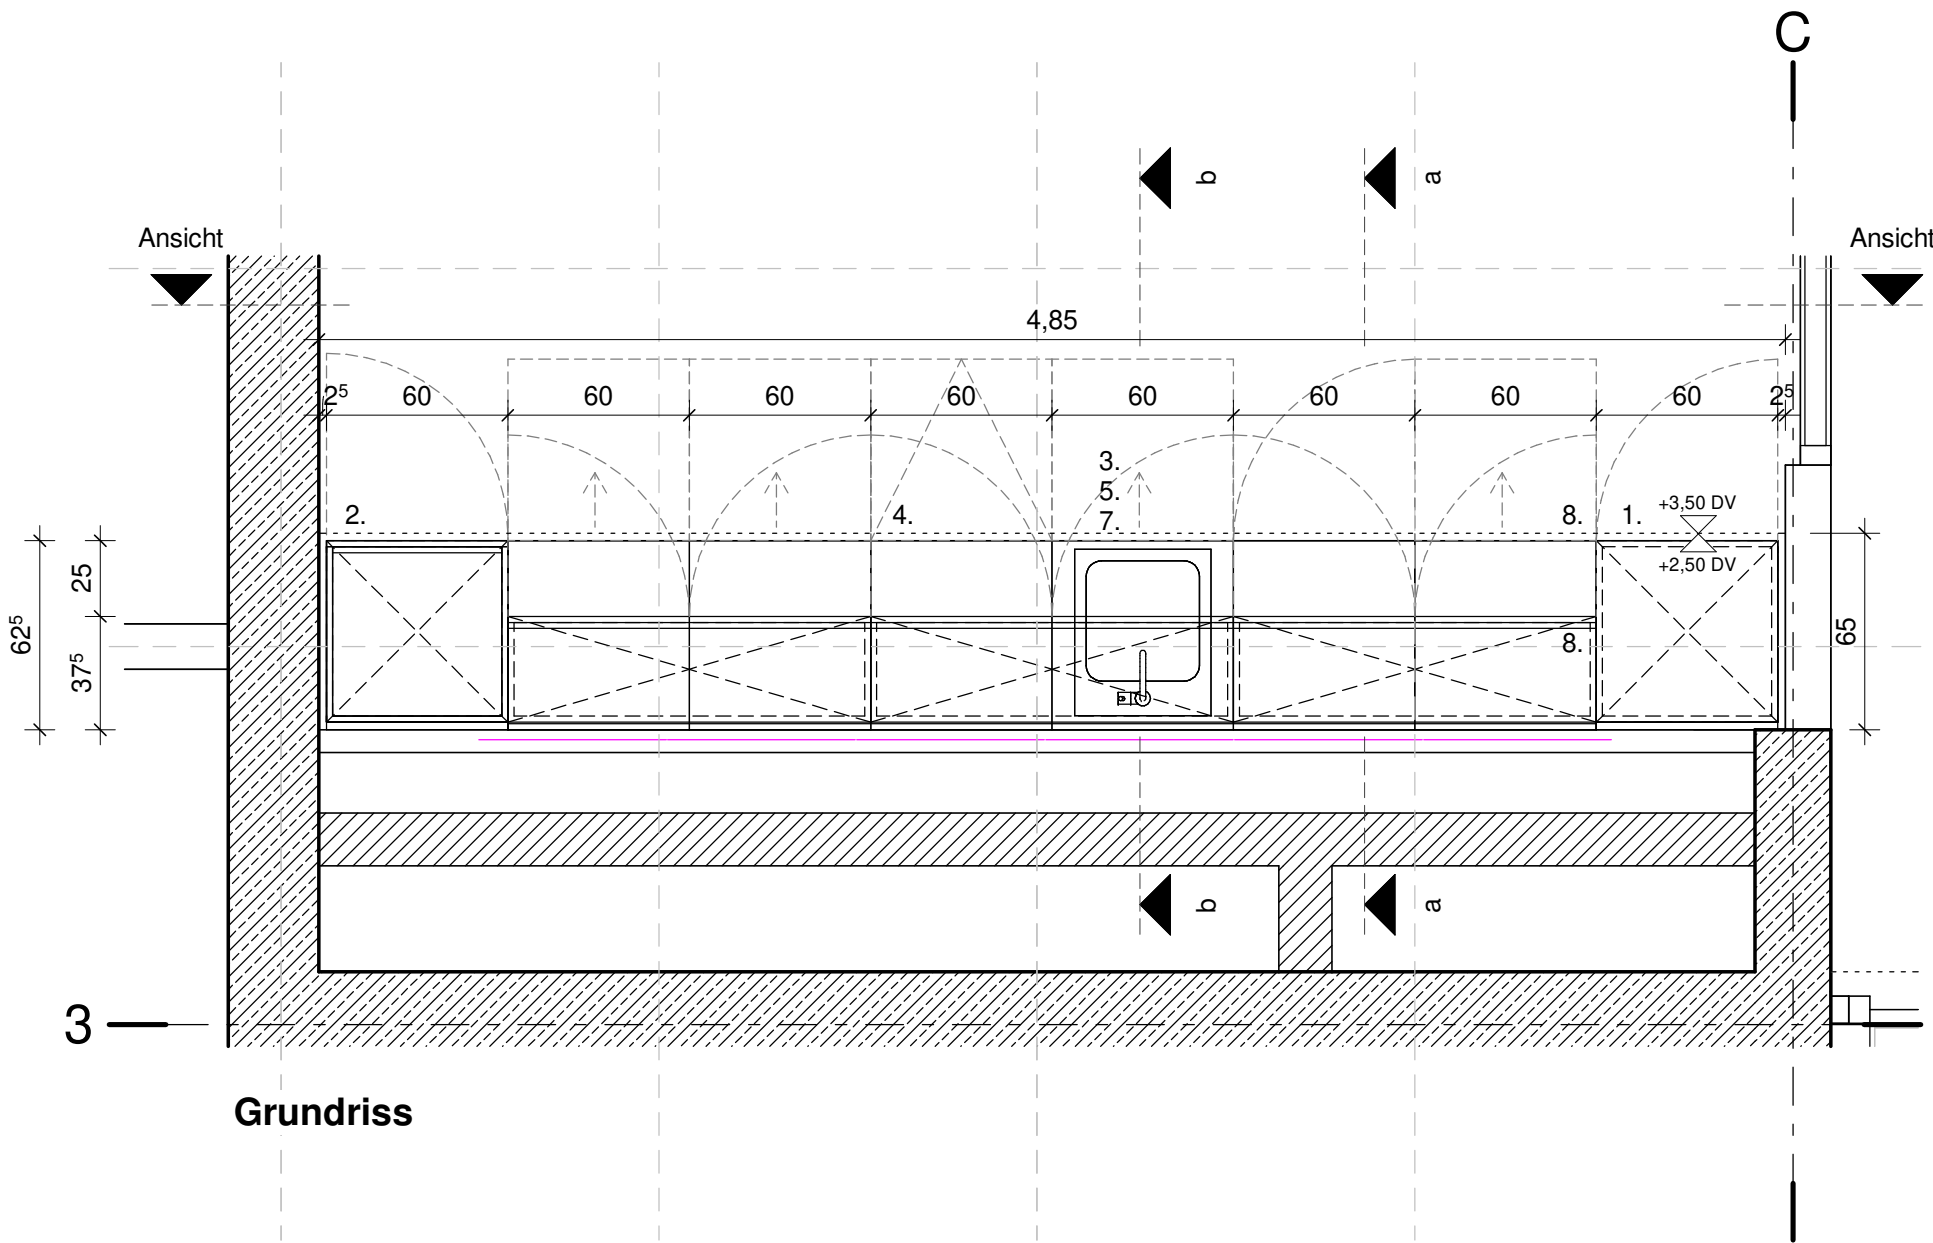 C
b
a
Ansicht
Ansicht
4,85
2⁵ 60 60 60 60 60 60 60 60 2⁵
3.
5.
7.
2.
4.
8.
1.
+3,50 DV
+2,50 DV
25
62⁵
37⁵
65
8.
b
a
3
Grundriss